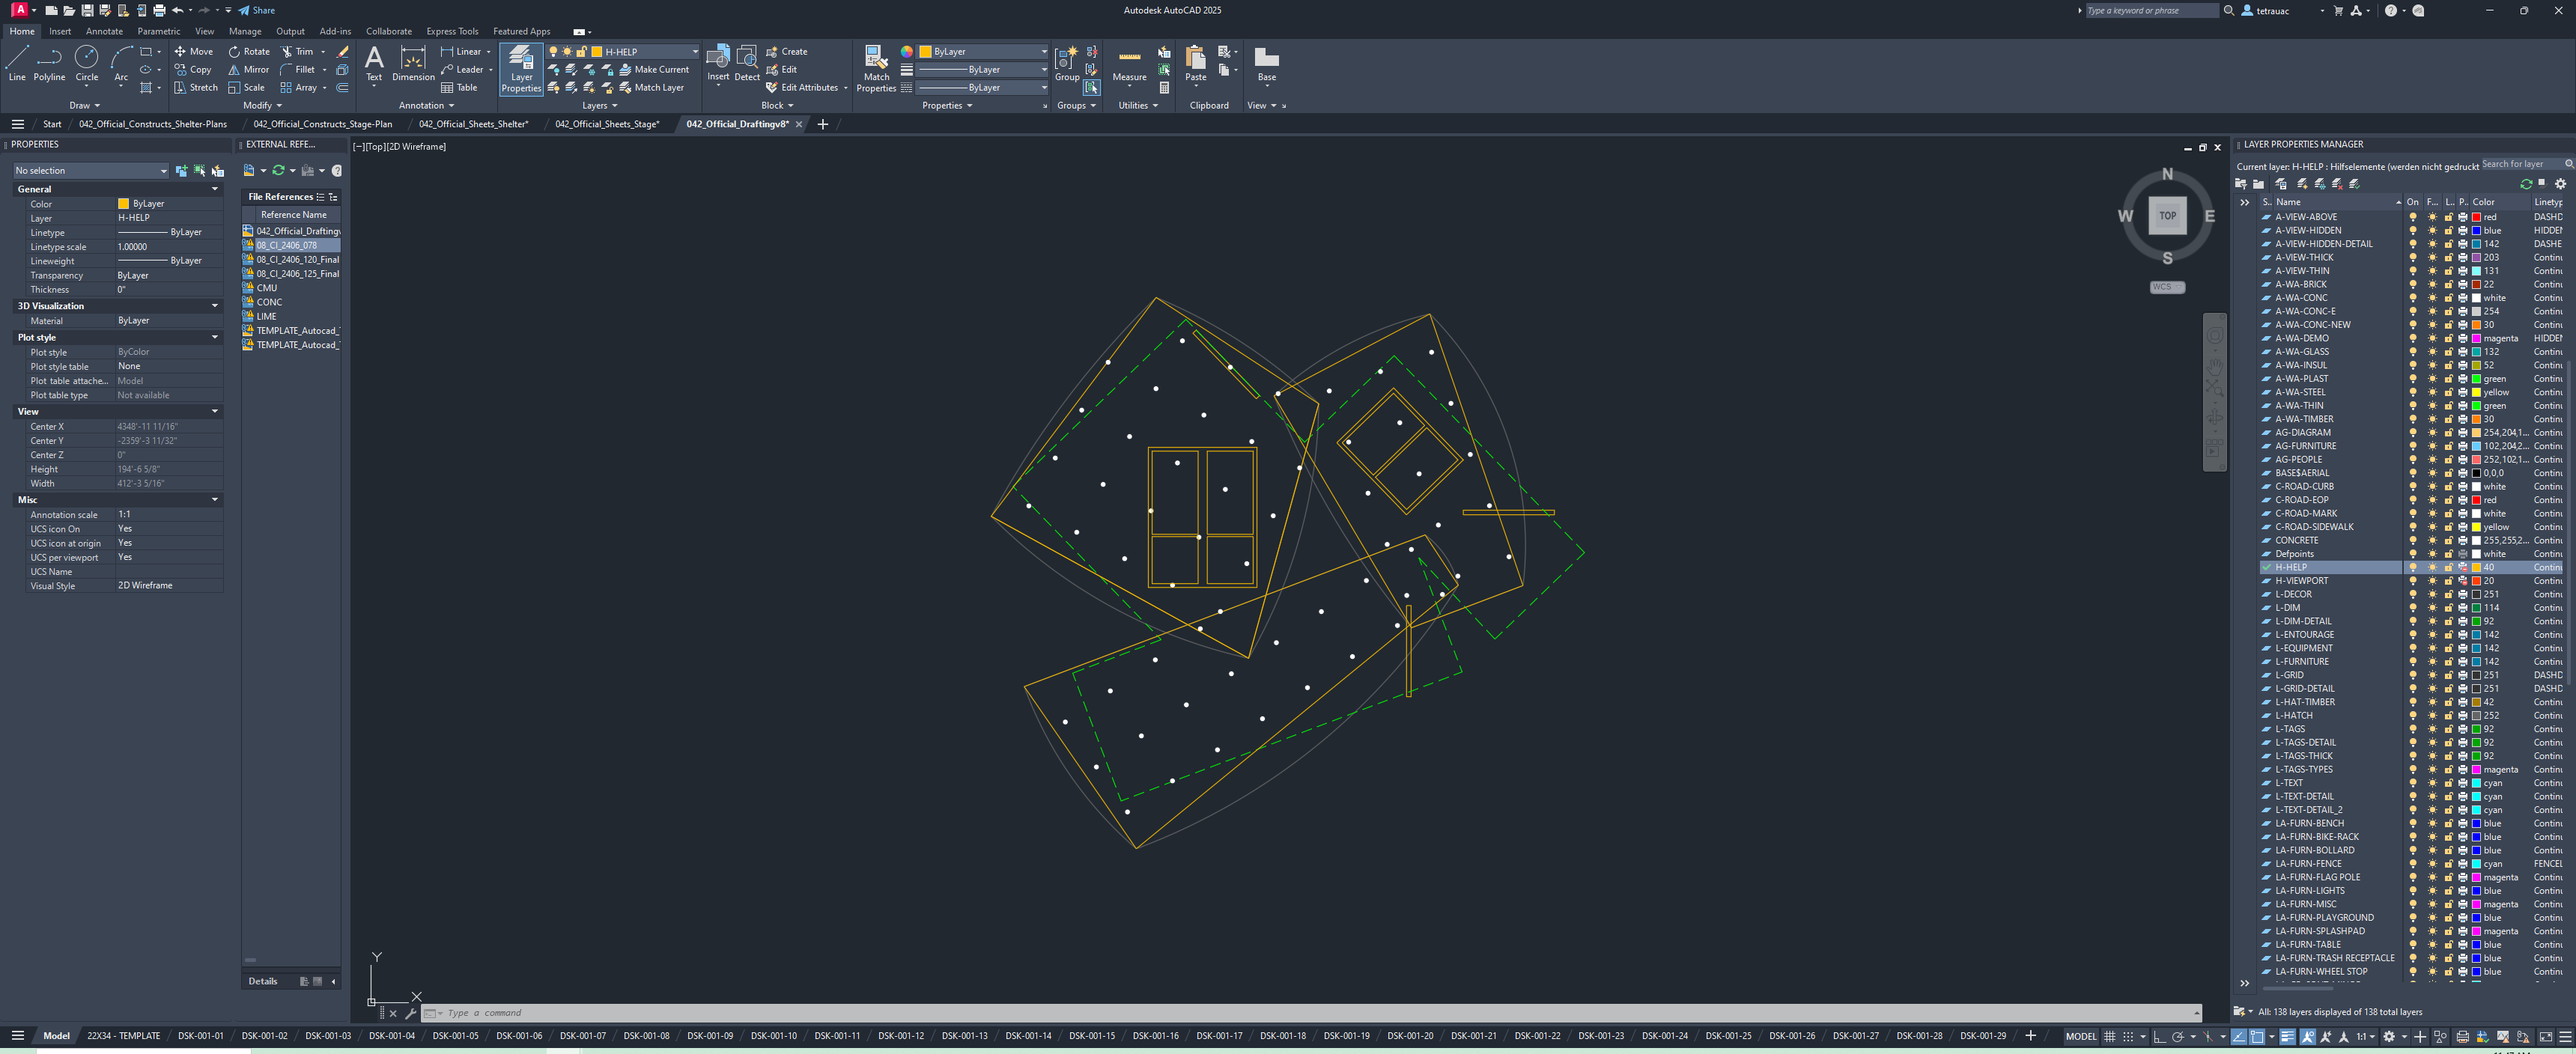 A Share Autodesk AutoCAD 2025 Type a keyword or phrase tetrauac
Home Insert Annotate Parametric View Manage Output Add-ins Collaborate Express Tools Featured Apps
Line Polyline Circle Arc
Move Rotate Trim
Copy Mirror Fillet
Stretch Scale Array
Text Dimension
Linear
Leader
Table
Layer Properties
H-HELP
Make Current
Match Layer
Insert Detect
Create
Edit
Edit Attributes
Match Properties
ByLayer
ByLayer
ByLayer
Group Measure Paste Base
Draw Modify Annotation Layers Block Properties Groups Utilities Clipboard View
Start 042_Official_Constructs_Shelter-Plans 042_Official_Constructs_Stage-Plan 042_Official_Sheets_Shelter* 042_Official_Sheets_Stage* 042_Official_Draftingv8*
PROPERTIES
No selection
General
Color ByLayer
Layer H-HELP
Linetype ByLayer
Linetype scale 1.00000
Lineweight ByLayer
Transparency ByLayer
Thickness 0"
3D Visualization
Material ByLayer
Plot style
Plot style ByColor
Plot style table None
Plot table attache... Model
Plot table type Not available
View
Center X 4348'-11 11/16"
Center Y -2359'-3 11/32"
Center Z 0"
Height 194'-6 5/8"
Width 412'-3 5/16"
Misc
Annotation scale 1:1
UCS icon On Yes
UCS icon at origin Yes
UCS per viewport Yes
UCS Name
Visual Style 2D Wireframe
EXTERNAL REFE...
File References
Reference Name
042_Official_Draftingv
08_CI_2406_078
08_CI_2406_120_Final
08_CI_2406_125_Final
CMU
CONC
LIME
TEMPLATE_Autocad_
TEMPLATE_Autocad_
Details
[−][Top][2D Wireframe]
N
W TOP E
S
WCS
Y
X
Type a command
LAYER PROPERTIES MANAGER
Current layer: H-HELP : Hilfselemente (werden nicht gedruckt Search for layer
S.. Name On F... L.. P.. Color Linetyp
A-VIEW-ABOVE red DASHD
A-VIEW-HIDDEN blue HIDDEN
A-VIEW-HIDDEN-DETAIL 142 DASHE
A-VIEW-THICK 203 Continu
A-VIEW-THIN 131 Continu
A-WA-BRICK 22 Continu
A-WA-CONC white Continu
A-WA-CONC-E 254 Continu
A-WA-CONC-NEW 30 Continu
A-WA-DEMO magenta HIDDEN
A-WA-GLASS 132 Continu
A-WA-INSUL 52 Continu
A-WA-PLAST green Continu
A-WA-STEEL yellow Continu
A-WA-THIN green Continu
A-WA-TIMBER 30 Continu
AG-DIAGRAM 254,204,1... Continu
AG-FURNITURE 102,204,2... Continu
AG-PEOPLE 252,102,1... Continu
BASE$AERIAL 0,0,0 Continu
C-ROAD-CURB white Continu
C-ROAD-EOP red Continu
C-ROAD-MARK white Continu
C-ROAD-SIDEWALK yellow Continu
CONCRETE 255,255,2... Continu
Defpoints white Continu
H-HELP 40 Continu
H-VIEWPORT 20 Continu
L-DECOR 251 Continu
L-DIM 114 Continu
L-DIM-DETAIL 92 Continu
L-ENTOURAGE 142 Continu
L-EQUIPMENT 142 Continu
L-FURNITURE 142 Continu
L-GRID 251 DASHD
L-GRID-DETAIL 251 DASHD
L-HAT-TIMBER 42 Continu
L-HATCH 252 Continu
L-TAGS 92 Continu
L-TAGS-DETAIL 92 Continu
L-TAGS-THICK 92 Continu
L-TAGS-TYPES magenta Continu
L-TEXT cyan Continu
L-TEXT-DETAIL cyan Continu
L-TEXT-DETAIL_2 cyan Continu
LA-FURN-BENCH blue Continu
LA-FURN-BIKE-RACK blue Continu
LA-FURN-BOLLARD blue Continu
LA-FURN-FENCE cyan FENCEL
LA-FURN-FLAG POLE magenta Continu
LA-FURN-LIGHTS blue Continu
LA-FURN-MISC magenta Continu
LA-FURN-PLAYGROUND blue Continu
LA-FURN-SPLASHPAD magenta Continu
LA-FURN-TABLE blue Continu
LA-FURN-TRASH RECEPTACLE blue Continu
LA-FURN-WHEEL STOP blue Continu
All: 138 layers displayed of 138 total layers
Model 22X34 - TEMPLATE DSK-001-01 DSK-001-02 DSK-001-03 DSK-001-04 DSK-001-05 DSK-001-06 DSK-001-07 DSK-001-08 DSK-001-09 DSK-001-10 DSK-001-11 DSK-001-12 DSK-001-13 DSK-001-14 DSK-001-15 DSK-001-16 DSK-001-17 DSK-001-18 DSK-001-19 DSK-001-20 DSK-001-21 DSK-001-22 DSK-001-23 DSK-001-24 DSK-001-25 DSK-001-26 DSK-001-27 DSK-001-28 DSK-001-29 MODEL 1:1